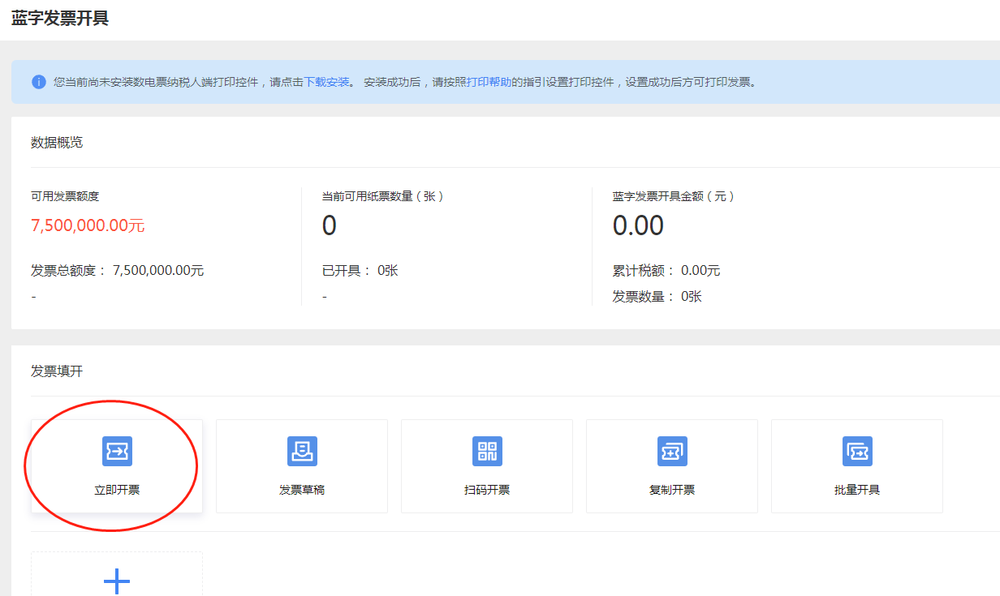 蓝字发票开具
您当前尚未安装数电票纳税人端打印控件，请点击下载安装。 安装成功后，请按照打印帮助的指引设置打印控件，设置成功后方可打印发票。
数据概览
可用发票额度
当前可用纸票数量（张）
蓝字发票开具金额（元）
7,500,000.00元
0
0.00
发票总额度： 7,500,000.00元
已开具： 0张
累计税额： 0.00元
-
-
发票数量： 0张
发票填开
立即开票
发票草稿
扫码开票
复制开票
批量开具